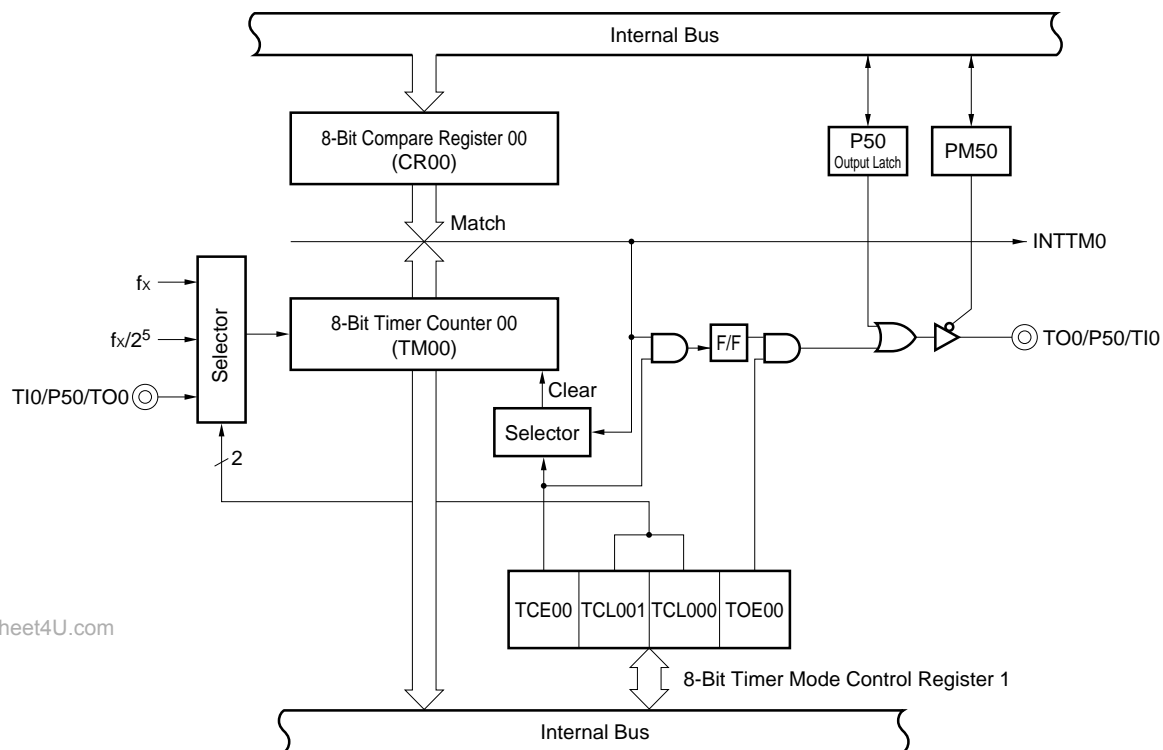 Internal Bus
8-Bit Compare Register 00
(CR00)
P50
Output Latch
PM50
Match
INTTM0
fX
fX/2⁵
TI0/P50/TO0
Selector
2
8-Bit Timer Counter 00
(TM00)
F/F
TO0/P50/TI0
Clear
Selector
TCE00 TCL001 TCL000 TOE00
heet4U.com
8-Bit Timer Mode Control Register 1
Internal Bus